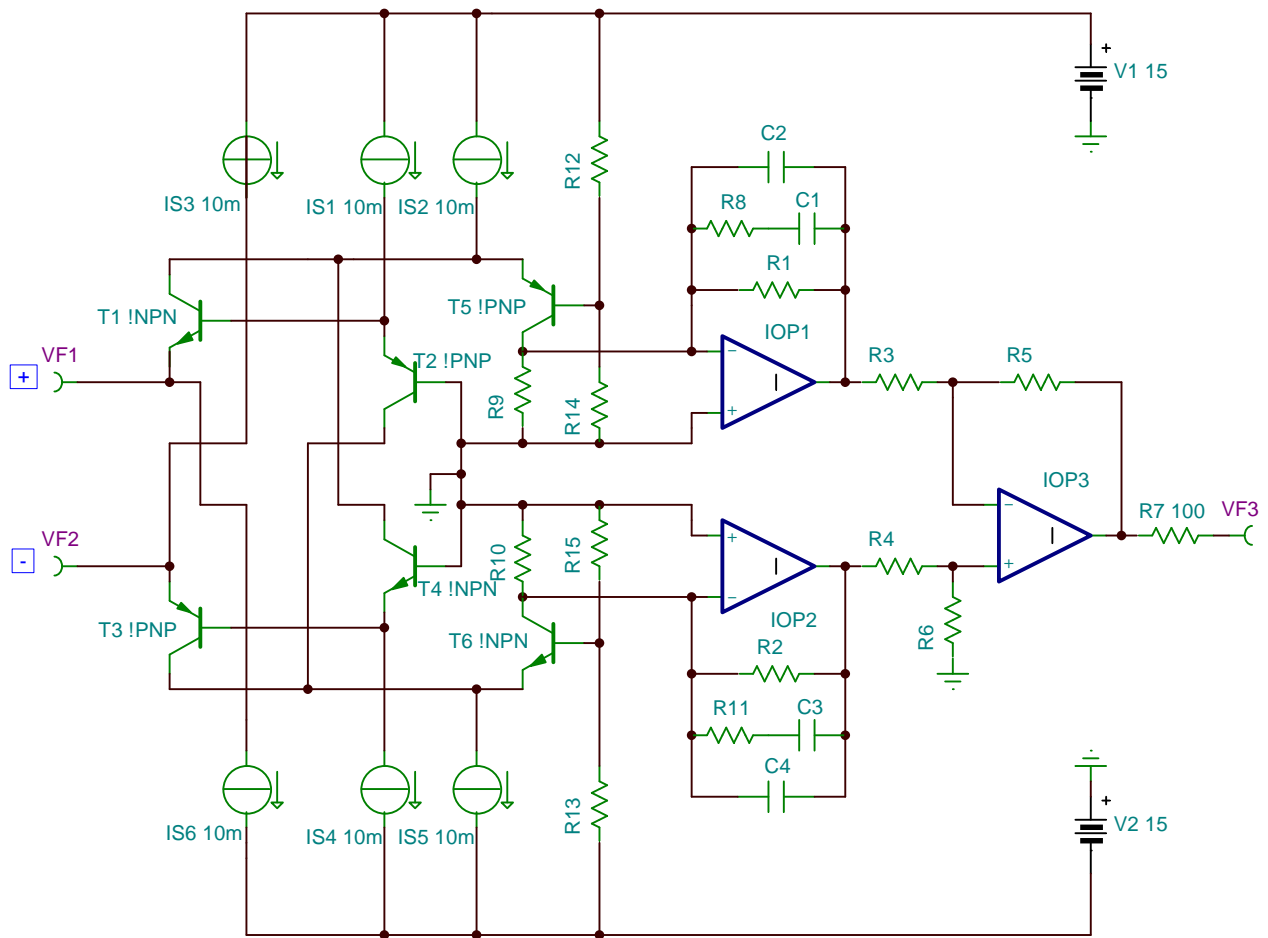 V1 15
+
C2
R12
R8
C1
IS3 10m
IS1 10m
IS2 10m
R1
T1 !NPN
T5 !PNP
IOP1
VF1
T2 !PNP
R3
R5
+
R9
R14
−
+
IOP3
R7 100
VF3
VF2
-
R10
R15
R4
T4 !NPN
+
−
−
+
T3 !PNP
T6 !NPN
IOP2
R6
R2
R11
C3
C4
IS6 10m
IS4 10m
IS5 10m
R13
+
V2 15